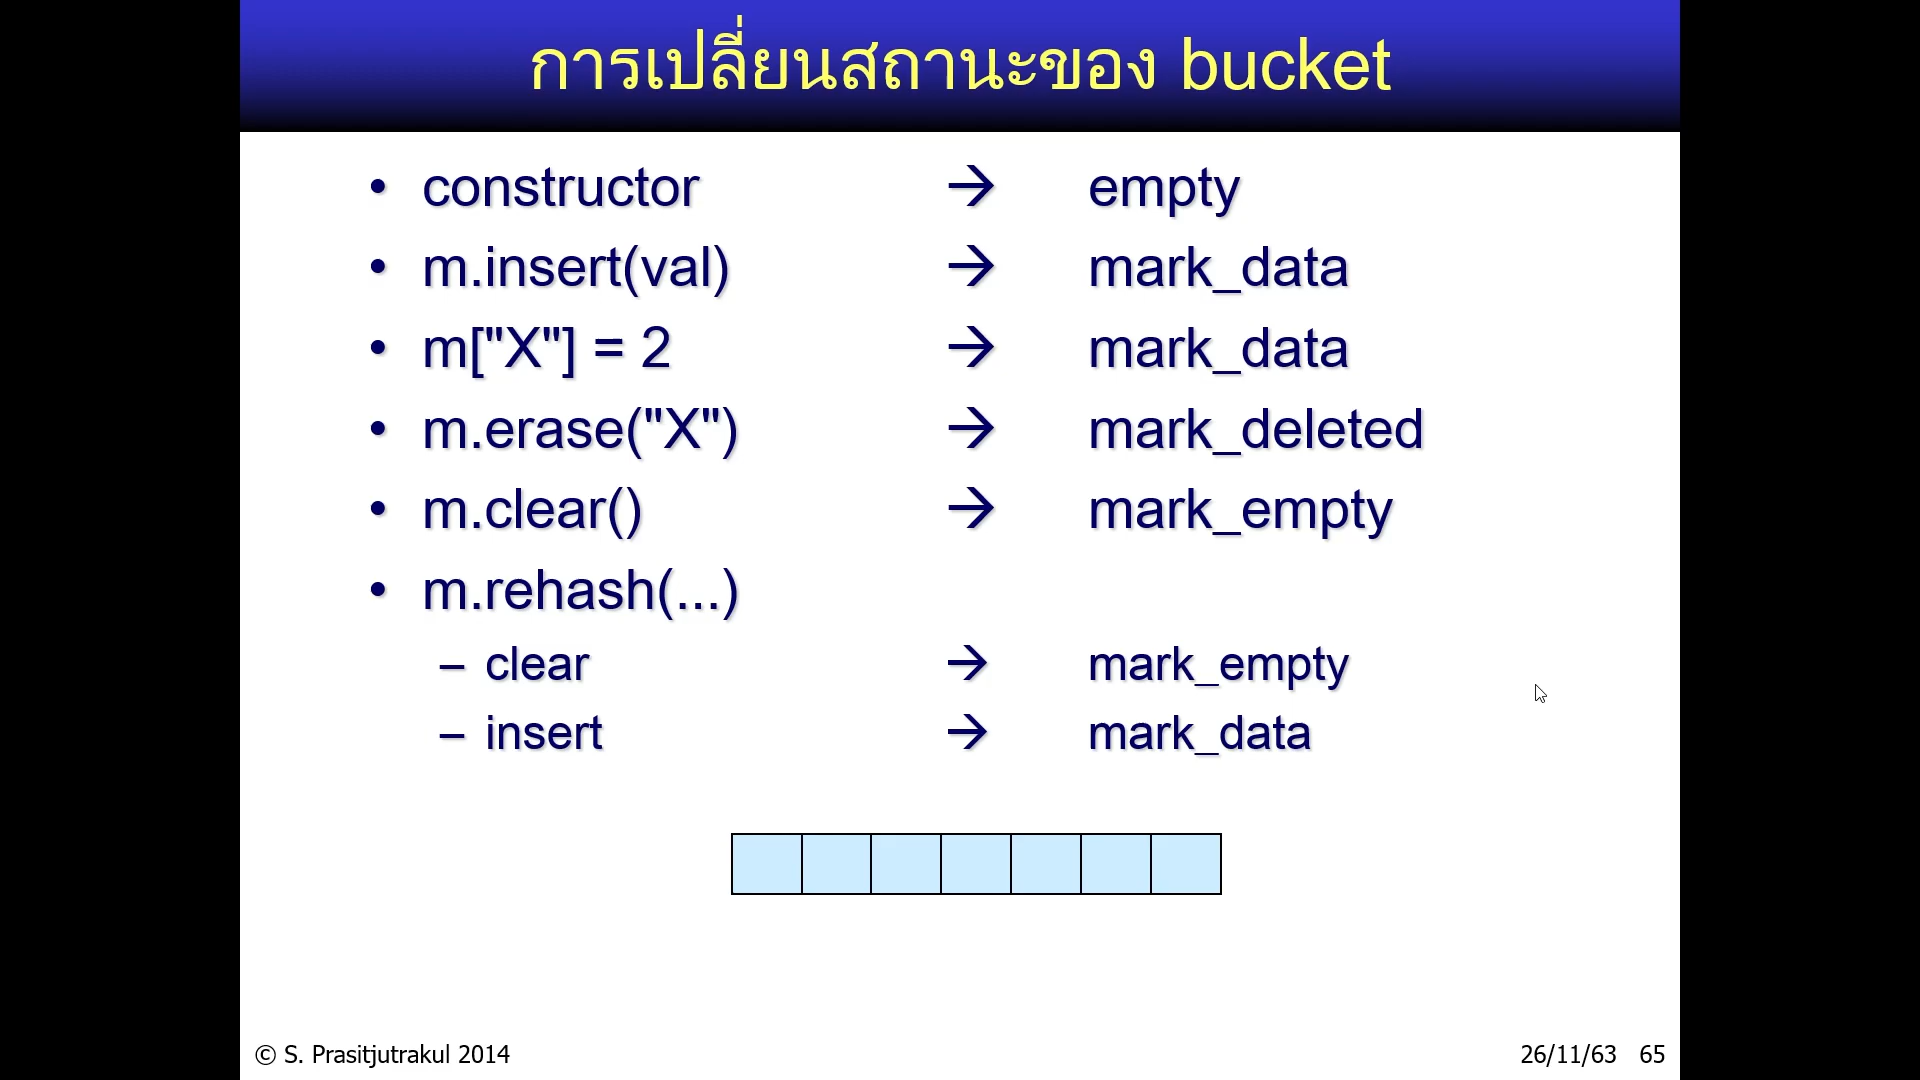 การเปลี่ยนสถานะของ bucket
• constructor → empty
• m.insert(val) → mark_data
• m["X"] = 2 → mark_data
• m.erase("X") → mark_deleted
• m.clear() → mark_empty
• m.rehash(...)
– clear → mark_empty
– insert → mark_data
© S. Prasitjutrakul 2014
26/11/63 65